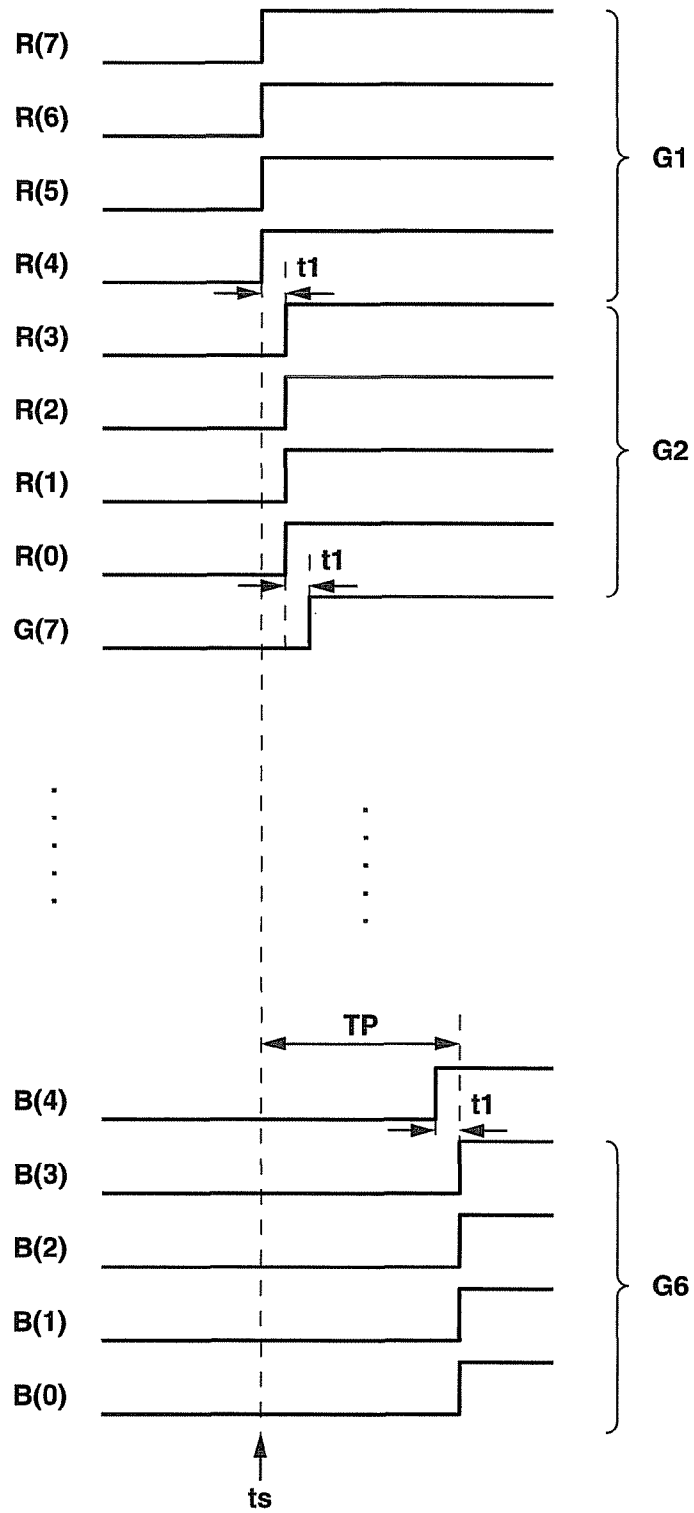 R(7)
R(6)
R(5)
G1
R(4)
t1
R(3)
R(2)
G2
R(1)
R(0)
t1
G(7)
TP
B(4)
t1
B(3)
B(2)
G6
B(1)
B(0)
ts